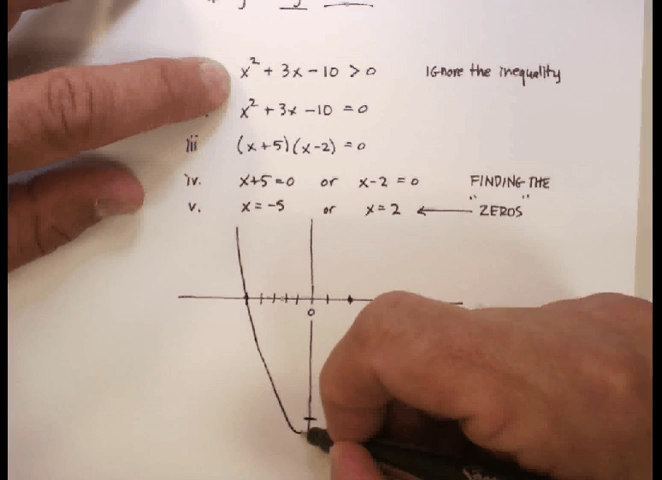 x² + 3x - 10 > 0 IGnore the inequality
x² + 3x - 10 = 0
iii (x+5)(x-2) = 0
iv. x+5=0 or x-2=0 FINDING THE
v. x=-5 or x=2 ← "ZEROS"
0